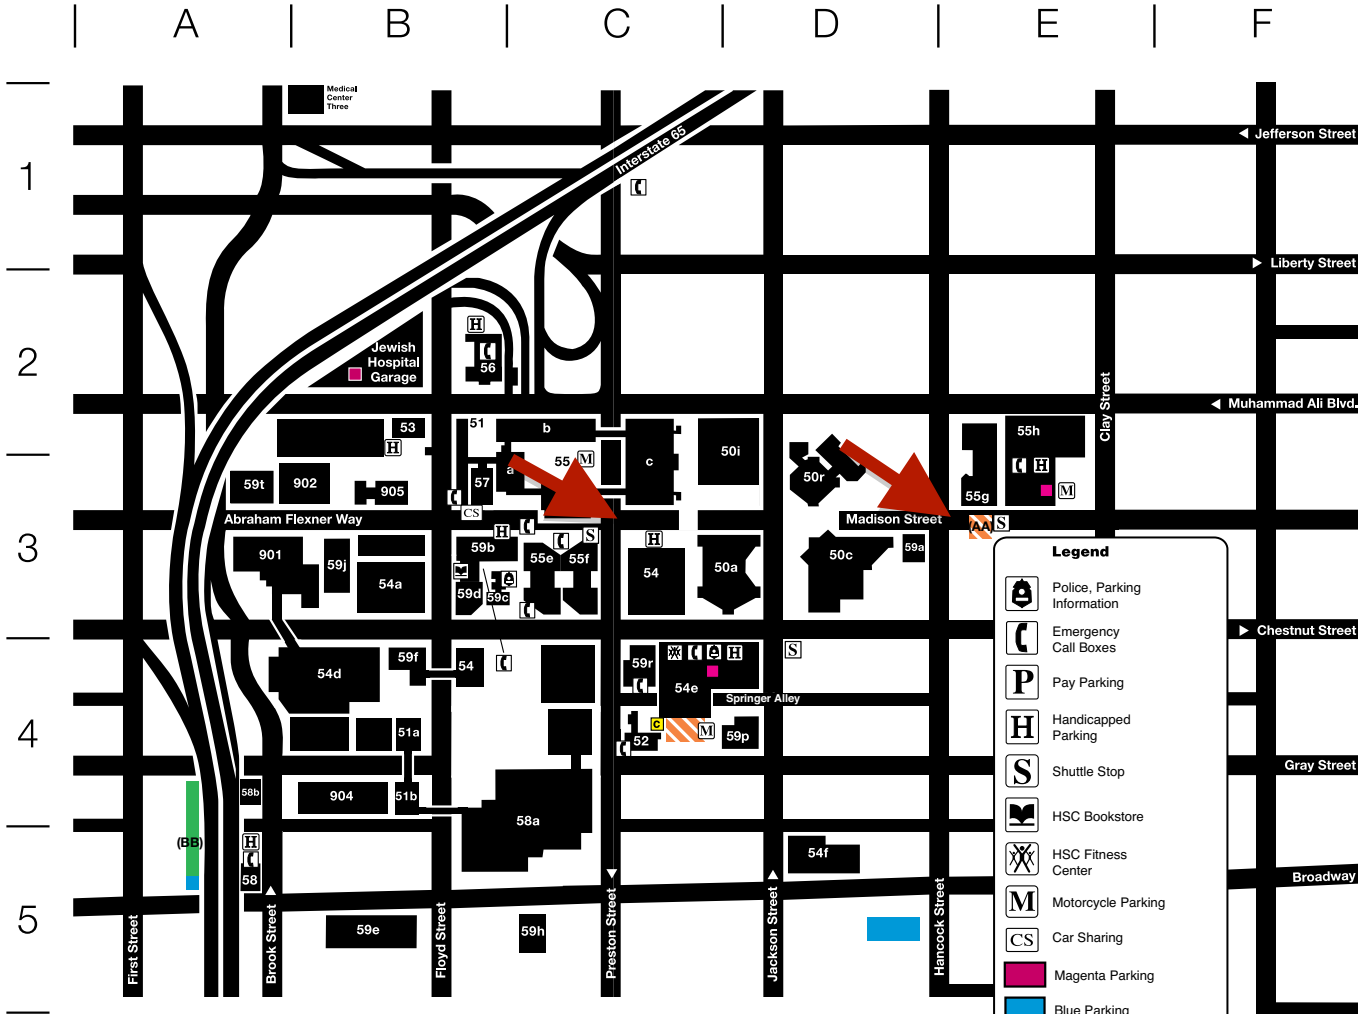 A B C D E F
Medical
Center
Three
1
Jefferson Street
Interstate 65
Liberty Street
2
Jewish
Hospital
Garage
H
56
Muhammad Ali Blvd.
Clay Street
53
51
b
55h
H
55
M
c
50i
a
50r
H
59t
902
905
57
55g
M
CS
3
Abraham Flexner Way
Madison Street
(AA)
S
H
S
H
901
59j
59b
55e
55f
54
50a
50c
59a
54a
59d
59c
Chestnut Street
54d
59f
54
59r
H
S
54e
Springer Alley
4
51a
C
M
52
59p
Gray Street
58b
904
51b
58a
(BB)
H
58
54f
Broadway
5
59e
59h
First Street
Brook Street
Floyd Street
Preston Street
Jackson Street
Hancock Street
Legend
Police, Parking
Information
Emergency
Call Boxes
P Pay Parking
H Handicapped
Parking
S Shuttle Stop
HSC Bookstore
HSC Fitness
Center
M Motorcycle Parking
CS Car Sharing
Magenta Parking
Blue Parking